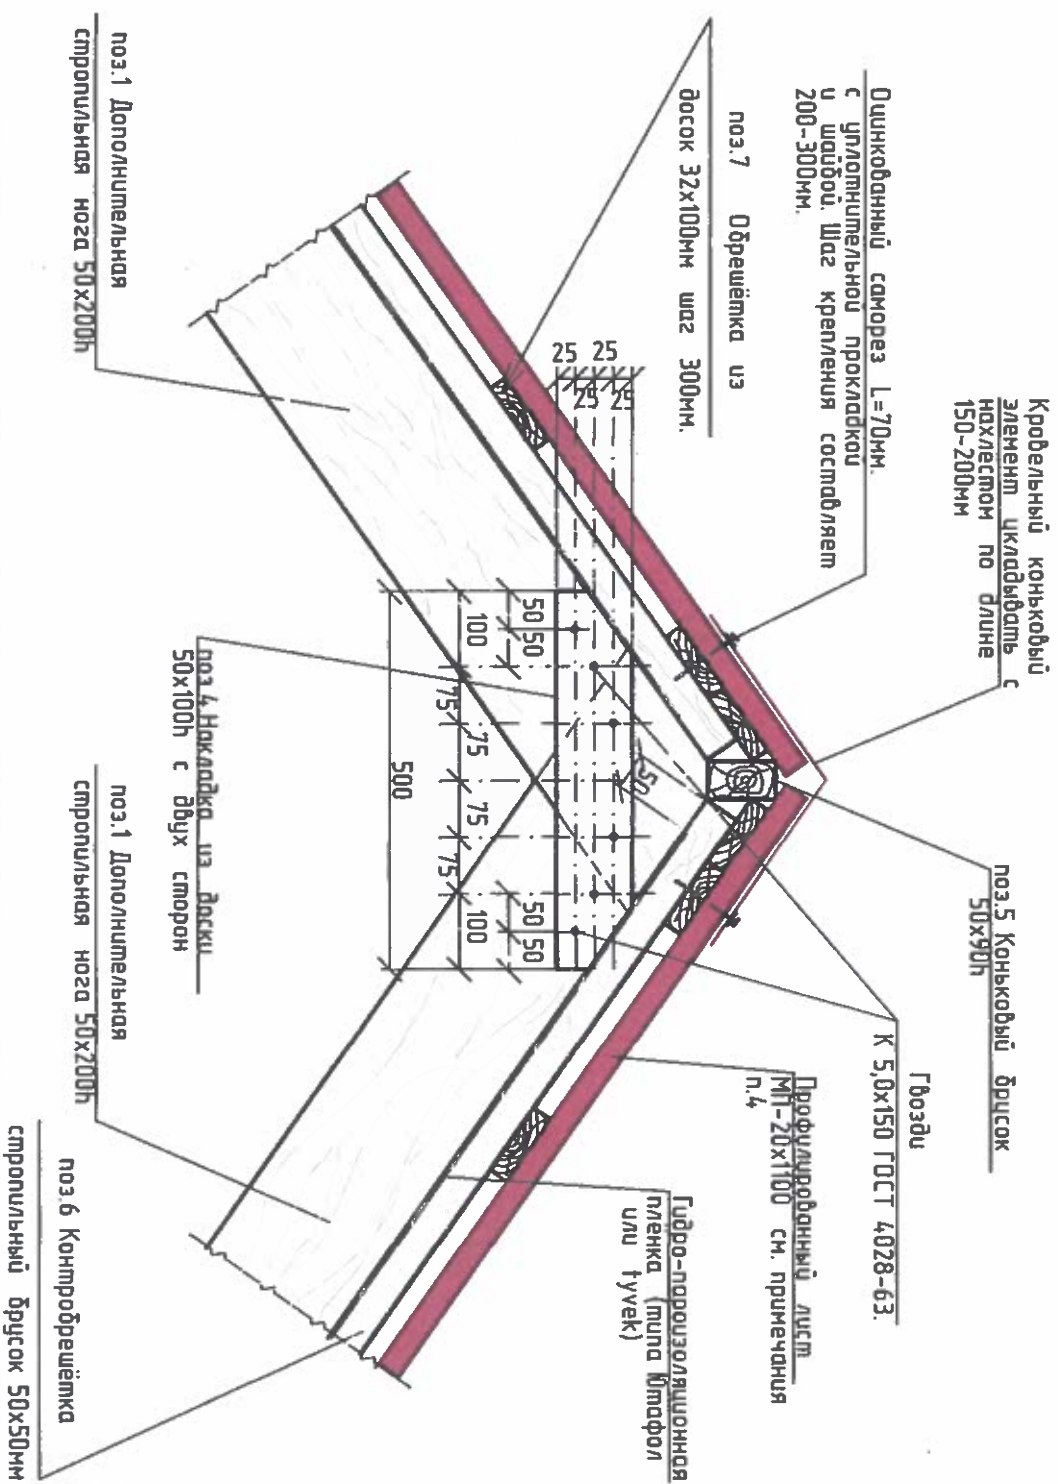 Кровельный коньковый
элемент укладывать с
нахлёстом по длине
150-200мм
Оцинкованный саморез L=70мм.
с уплотнительной прокладкой
и шайбой. Шаг крепления составляет
200-300мм.
поз.7 Обрешётка из
досок 32х100мм шаг 300мм.
поз.1 Дополнительная
стропильная нога 50х200h
поз.5 Коньковый брусок
50х90h
Гвозди
К 5,0х150 ГОСТ 4028-63.
Профилированный лист
МП-20х1100 см. примечания
п.4
Гидро-пароизоляционная
пленка (типа Ютафол
или tyvek)
25
25
25
25
50
50
50
100
75
75
75
75
100
50
50
500
поз.4 Накладка из доски
50х100h с двух сторон
поз.1 Дополнительная
стропильная нога 50х200h
поз.6 Контробрешётка
стропильный брусок 50х50мм